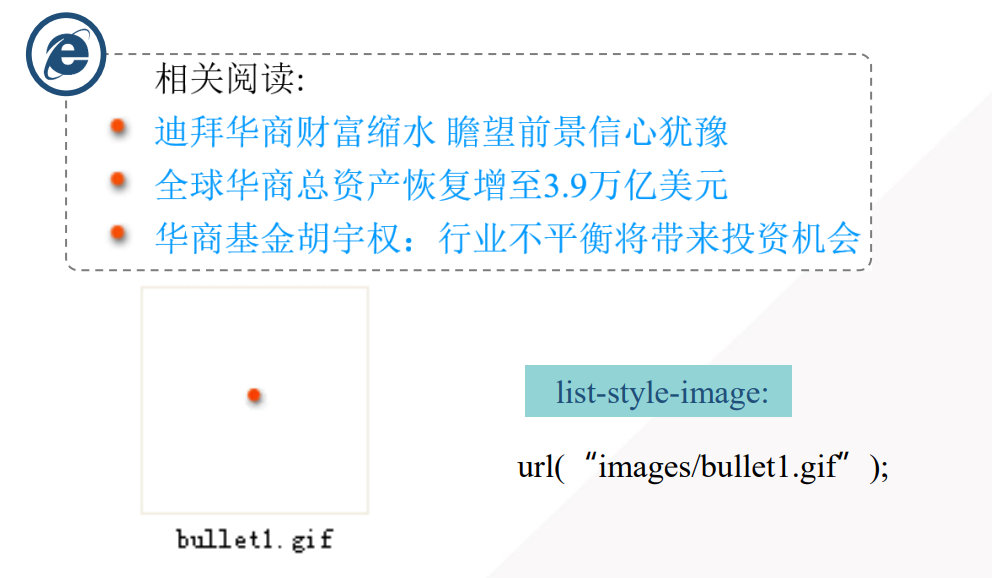 相关阅读:
迪拜华商财富缩水 瞻望前景信心犹豫
全球华商总资产恢复增至3.9万亿美元
华商基金胡宇权：行业不平衡将带来投资机会
list-style-image:
url(“images/bullet1.gif”);
bullet1.gif